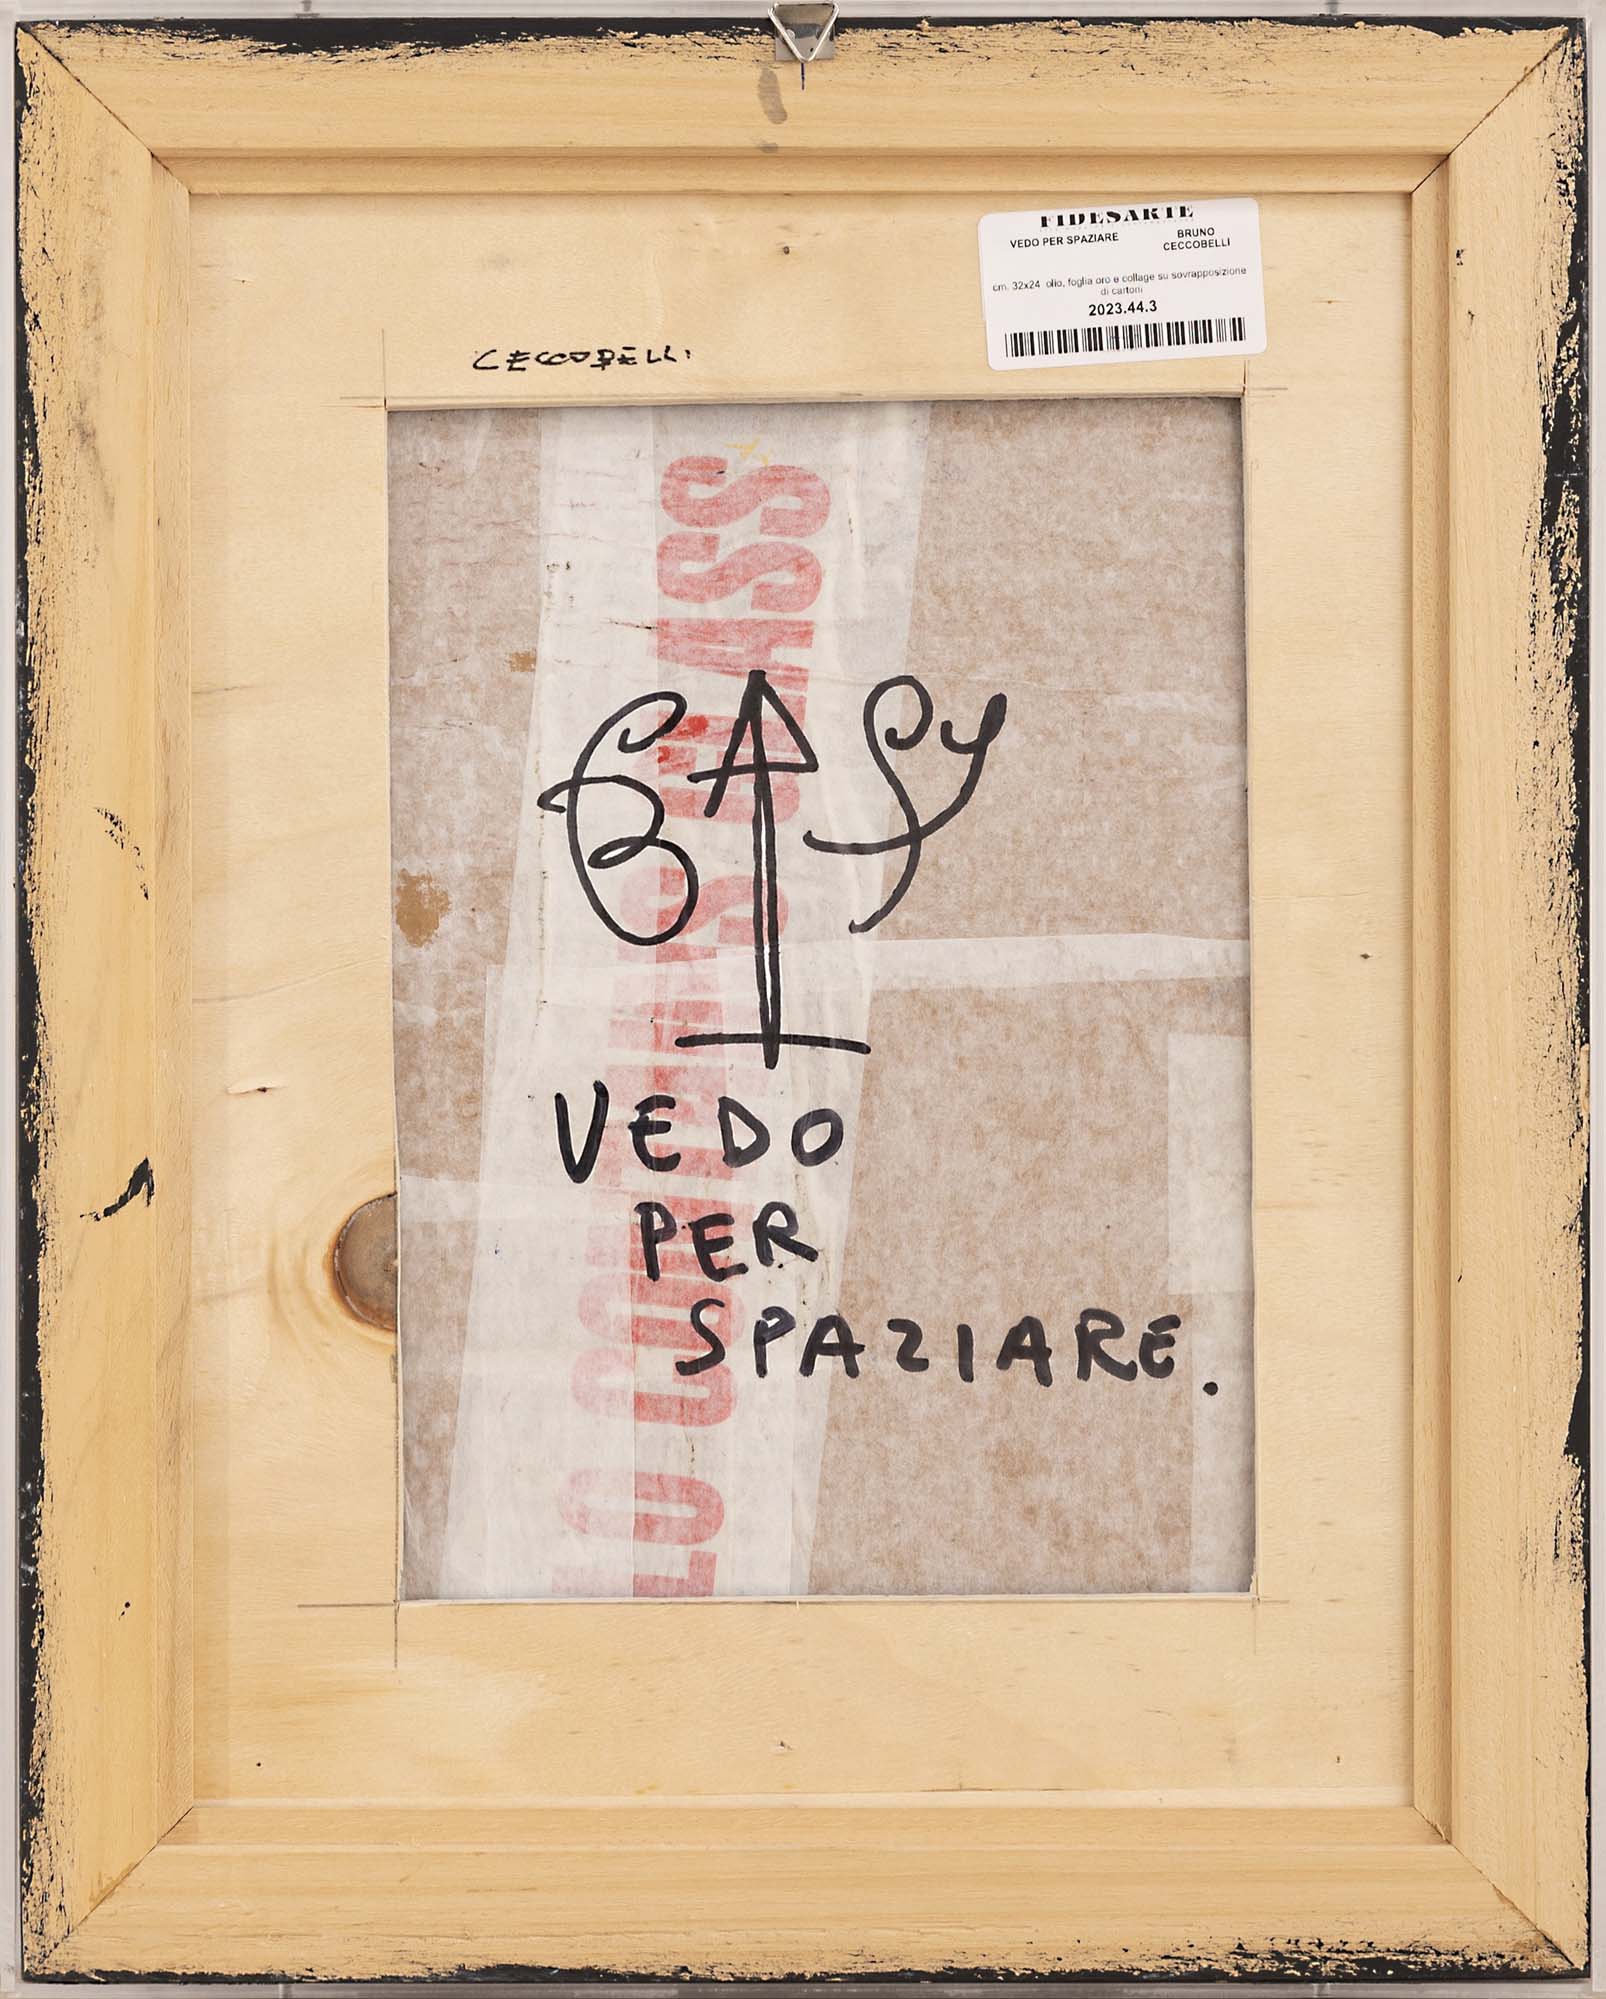 FIDESARTE
VEDO PER SPAZIARE
BRUNO
CECCOBELLI
cm. 32x24 olio, foglia oro e collage su sovrapposizione
di cartoni
2023.44.3
CECCOBELLI
GLASS
VEDO
PER
SPAZIARE.